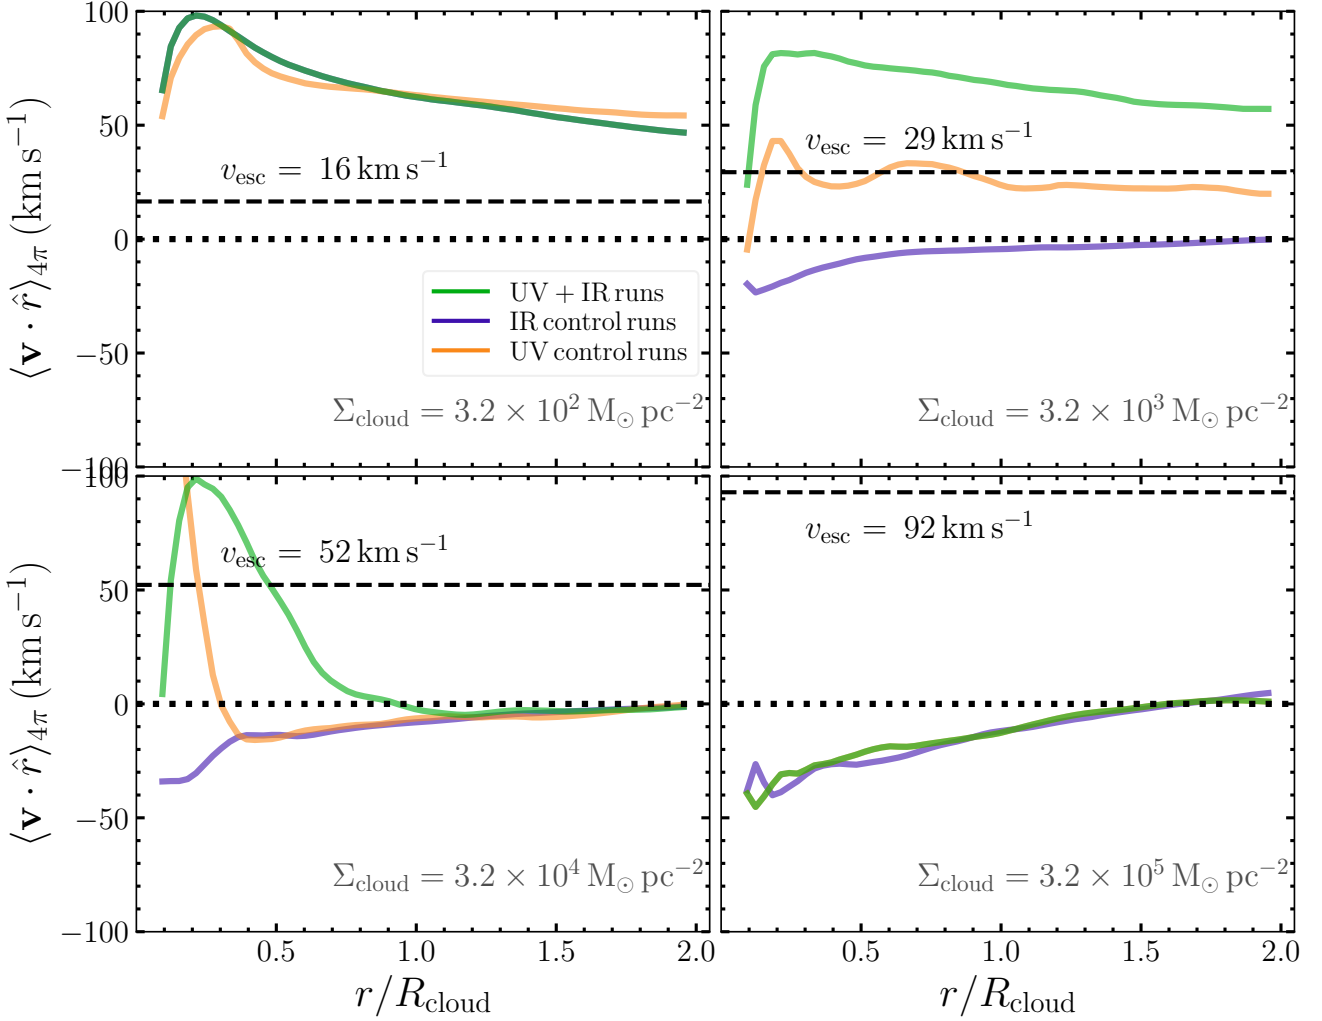 100
50
0
−50
−100
⟨v · r̂⟩4π (km s−1)
vesc = 16 km s−1
UV + IR runs
IR control runs
UV control runs
Σcloud = 3.2 × 10² M⊙ pc−2
vesc = 29 km s−1
Σcloud = 3.2 × 10³ M⊙ pc−2
100
50
0
−50
−100
⟨v · r̂⟩4π (km s−1)
vesc = 52 km s−1
Σcloud = 3.2 × 10⁴ M⊙ pc−2
vesc = 92 km s−1
Σcloud = 3.2 × 10⁵ M⊙ pc−2
0.5 1.0 1.5 2.0
0.5 1.0 1.5 2.0
r/Rcloud
r/Rcloud